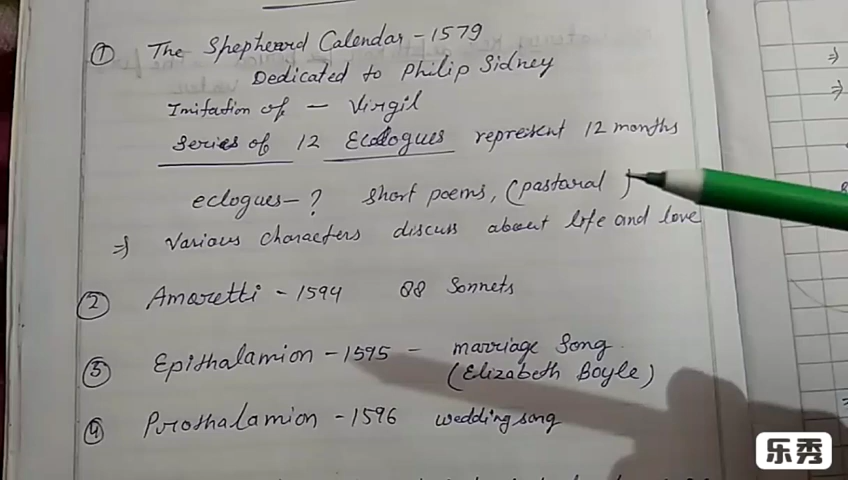 ① The Shepheard Calendar - 1579
Dedicated to Philip Sidney
Imitation of - Virgil
Series of 12 Eclogues represent 12 months
eclogues - ? short poems, (pastoral)
⇒ Various characters discuss about life and love
② Amoretti - 1594 88 Sonnets
③ Epithalamion - 1595 - marriage Song
(Elizabeth Boyle)
④ Prothalamion - 1596 wedding song
乐秀